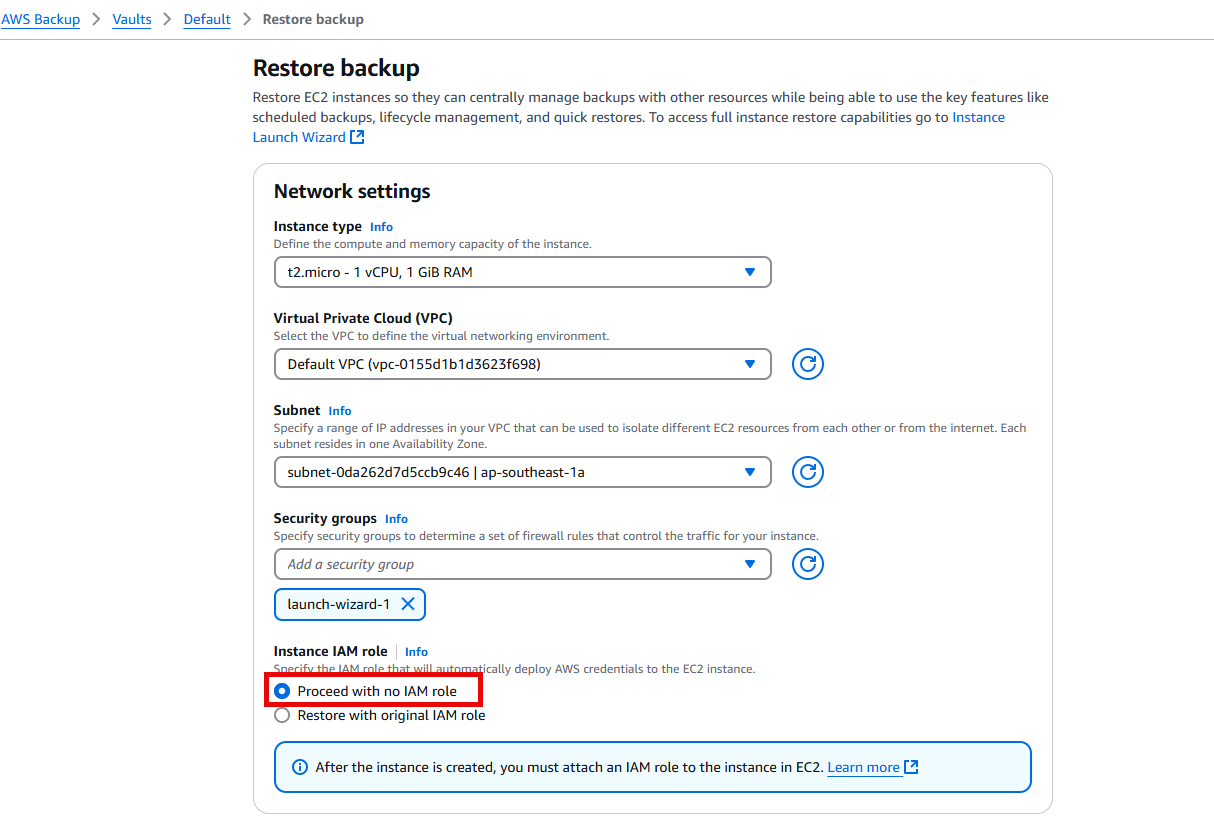 AWS Backup > Vaults > Default > Restore backup
Restore backup
Restore EC2 instances so they can centrally manage backups with other resources while being able to use the key features like
scheduled backups, lifecycle management, and quick restores. To access full instance restore capabilities go to Instance
Launch Wizard
Network settings
Instance type Info
Define the compute and memory capacity of the instance.
t2.micro - 1 vCPU, 1 GiB RAM
Virtual Private Cloud (VPC)
Select the VPC to define the virtual networking environment.
Default VPC (vpc-0155d1b1d3623f698)
Subnet Info
Specify a range of IP addresses in your VPC that can be used to isolate different EC2 resources from each other or from the internet. Each
subnet resides in one Availability Zone.
subnet-0da262d7d5ccb9c46 | ap-southeast-1a
Security groups Info
Specify security groups to determine a set of firewall rules that control the traffic for your instance.
Add a security group
launch-wizard-1
Instance IAM role Info
Specify the IAM role that will automatically deploy AWS credentials to the EC2 instance.
Proceed with no IAM role
Restore with original IAM role
After the instance is created, you must attach an IAM role to the instance in EC2. Learn more